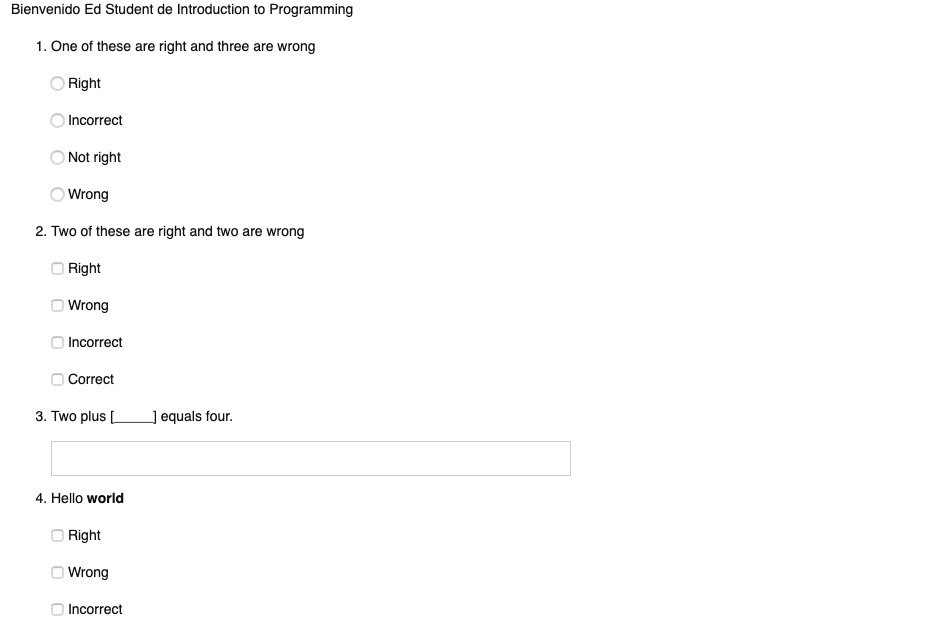 Bienvenido Ed Student de Introduction to Programming
1. One of these are right and three are wrong
Right
Incorrect
Not right
Wrong
2. Two of these are right and two are wrong
Right
Wrong
Incorrect
Correct
3. Two plus [_____] equals four.
4. Hello world
Right
Wrong
Incorrect